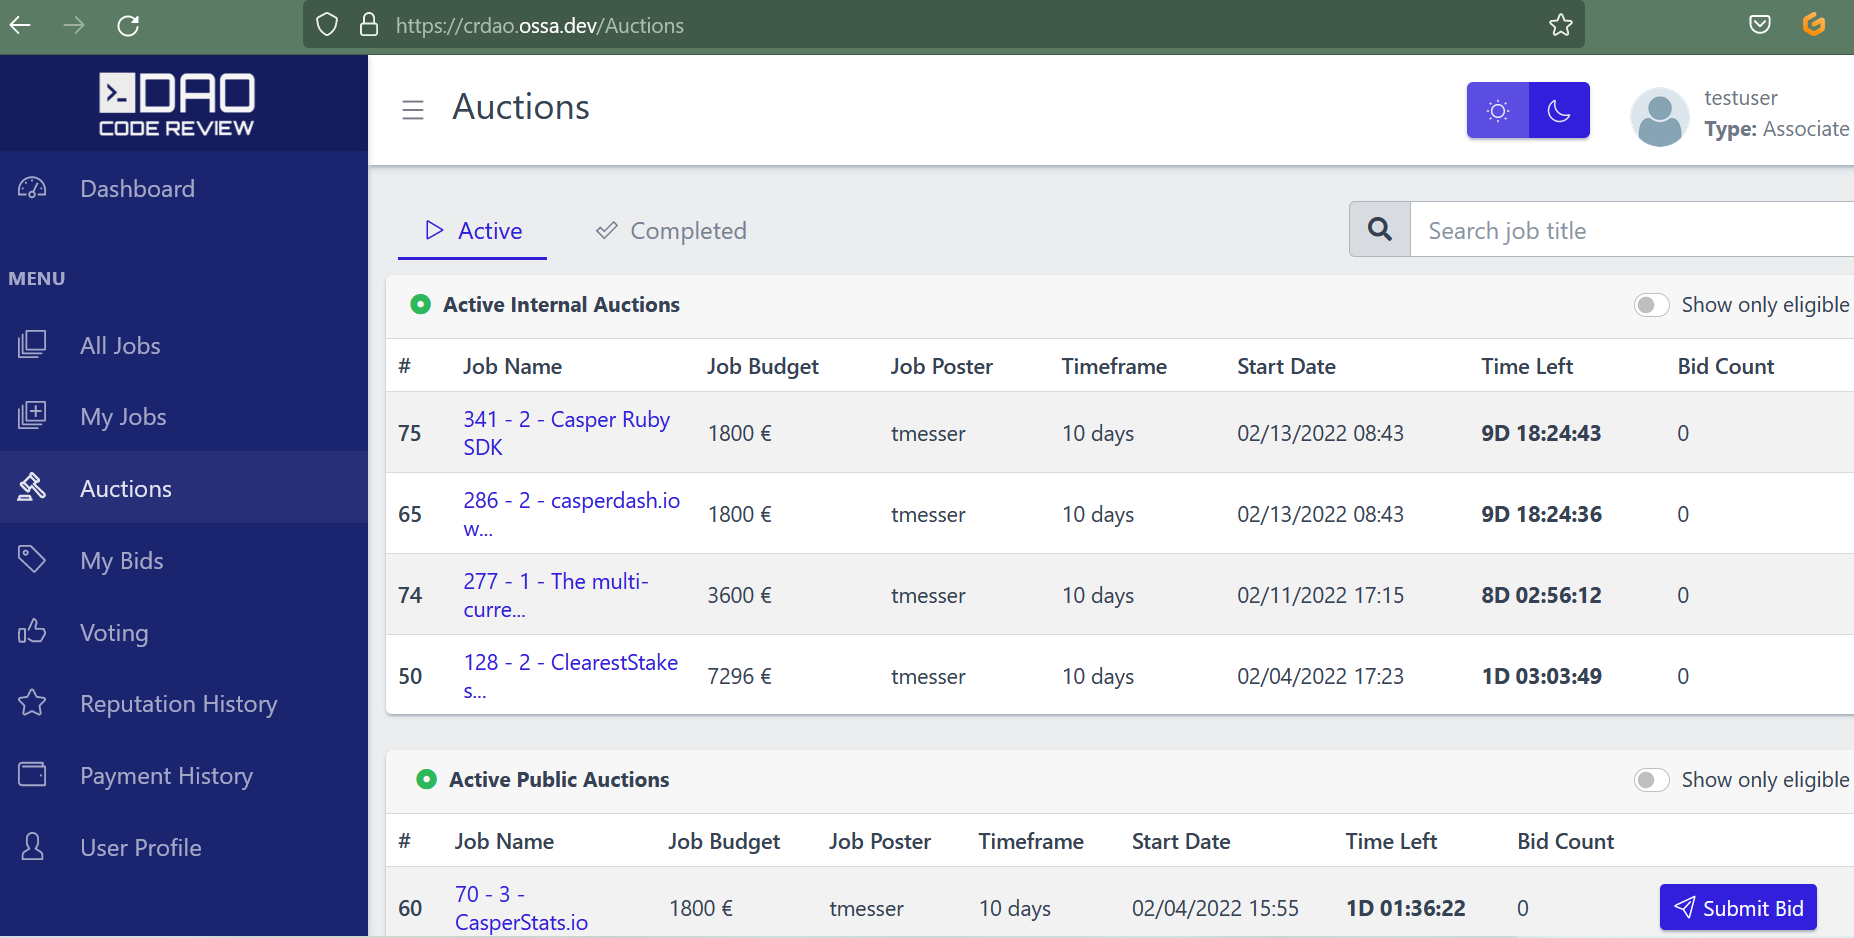 https://crdao.ossa.dev/Auctions
DAO
CODE REVIEW
Auctions
testuser
Type: Associate
Dashboard
MENU
All Jobs
My Jobs
Auctions
My Bids
Voting
Reputation History
Payment History
User Profile
Active
Completed
Search job title
Active Internal Auctions
Show only eligible
# Job Name Job Budget Job Poster Timeframe Start Date Time Left Bid Count
75 341 - 2 - Casper Ruby 1800 € tmesser 10 days 02/13/2022 08:43 9D 18:24:43 0
SDK
65 286 - 2 - casperdash.io 1800 € tmesser 10 days 02/13/2022 08:43 9D 18:24:36 0
w...
74 277 - 1 - The multi- 3600 € tmesser 10 days 02/11/2022 17:15 8D 02:56:12 0
curre...
50 128 - 2 - ClearestStake 7296 € tmesser 10 days 02/04/2022 17:23 1D 03:03:49 0
s...
Active Public Auctions
Show only eligible
# Job Name Job Budget Job Poster Timeframe Start Date Time Left Bid Count
60 70 - 3 - 1800 € tmesser 10 days 02/04/2022 15:55 1D 01:36:22 0 Submit Bid
CasperStats.io